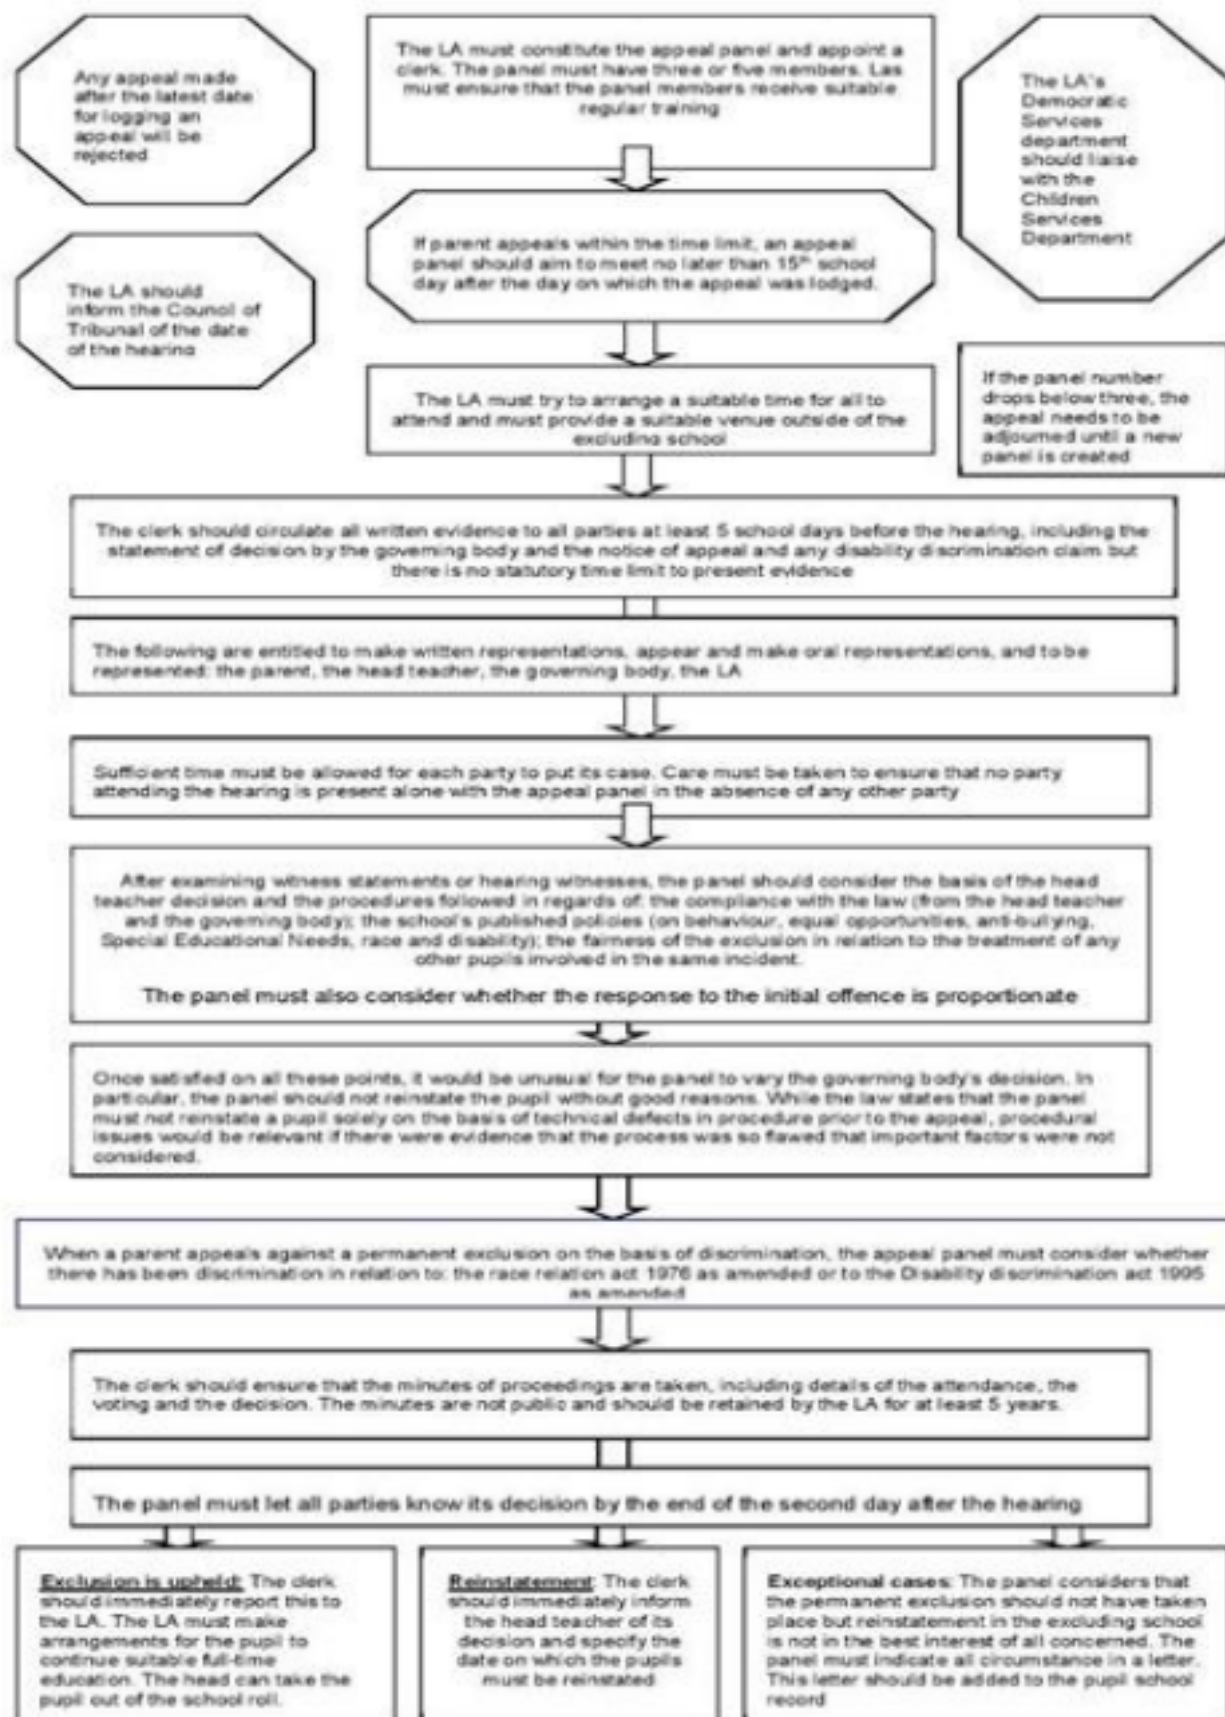 Any appeal made
after the latest date
for logging an
appeal will be
rejected
The LA must constitute the appeal panel and appoint a
clerk. The panel must have three or five members. Las
must ensure that the panel members receive suitable
regular training
The LA's
Democratic
Services
department
should liaise
with the
Children
Services
Department
If parent appeals within the time limit, an appeal
panel should aim to meet no later than 15th school
day after the day on which the appeal was lodged.
The LA should
inform the Council of
Tribunal of the date
of the hearing
The LA must try to arrange a suitable time for all to
attend and must provide a suitable venue outside of the
excluding school
If the panel number
drops below three, the
appeal needs to be
adjourned until a new
panel is created
The clerk should circulate all written evidence to all parties at least 5 school days before the hearing, including the
statement of decision by the governing body and the notice of appeal and any disability discrimination claim but
there is no statutory time limit to present evidence
The following are entitled to make written representations, appear and make oral representations, and to be
represented: the parent, the head teacher, the governing body, the LA
Sufficient time must be allowed for each party to put its case. Care must be taken to ensure that no party
attending the hearing is present alone with the appeal panel in the absence of any other party
After examining witness statements or hearing witnesses, the panel should consider the basis of the head
teacher decision and the procedures followed in regards of: the compliance with the law (from the head teacher
and the governing body); the school's published policies (on behaviour, equal opportunities, anti-bullying,
Special Educational Needs, race and disability); the fairness of the exclusion in relation to the treatment of any
other pupils involved in the same incident.
The panel must also consider whether the response to the initial offence is proportionate
Once satisfied on all these points, it would be unusual for the panel to vary the governing body's decision. In
particular, the panel should not reinstate the pupil without good reasons. While the law states that the panel
must not reinstate a pupil solely on the basis of technical defects in procedure prior to the appeal, procedural
issues would be relevant if there were evidence that the process was so flawed that important factors were not
considered.
When a parent appeals against a permanent exclusion on the basis of discrimination, the appeal panel must consider whether
there has been discrimination in relation to: the race relation act 1976 as amended or to the Disability discrimination act 1995
as amended
The clerk should ensure that the minutes of proceedings are taken, including details of the attendance, the
voting and the decision. The minutes are not public and should be retained by the LA for at least 5 years.
The panel must let all parties know its decision by the end of the second day after the hearing
Exclusion is upheld: The clerk
should immediately report this to
the LA. The LA must make
arrangements for the pupil to
continue suitable full-time
education. The head can take the
pupil out of the school roll.
Reinstatement: The clerk
should immediately inform
the head teacher of its
decision and specify the
date on which the pupils
must be reinstated
Exceptional cases: The panel considers that
the permanent exclusion should not have taken
place but reinstatement in the excluding school
is not in the best interest of all concerned. The
panel must indicate all circumstance in a letter.
This letter should be added to the pupil school
record